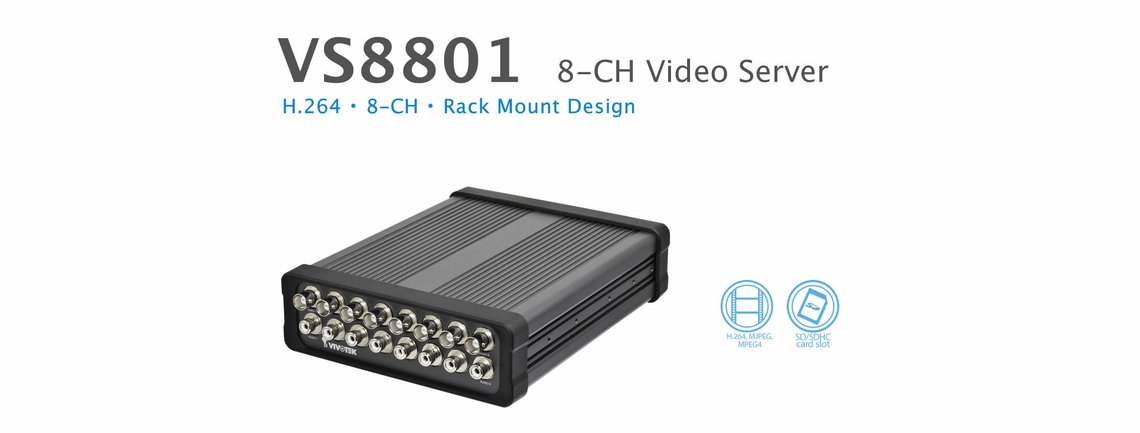 VS8801 8-CH Video Server
H.264 • 8-CH • Rack Mount Design
VIVOTEK
H.264, MJPEG,
MPEG4
SD/SDHC
card slot